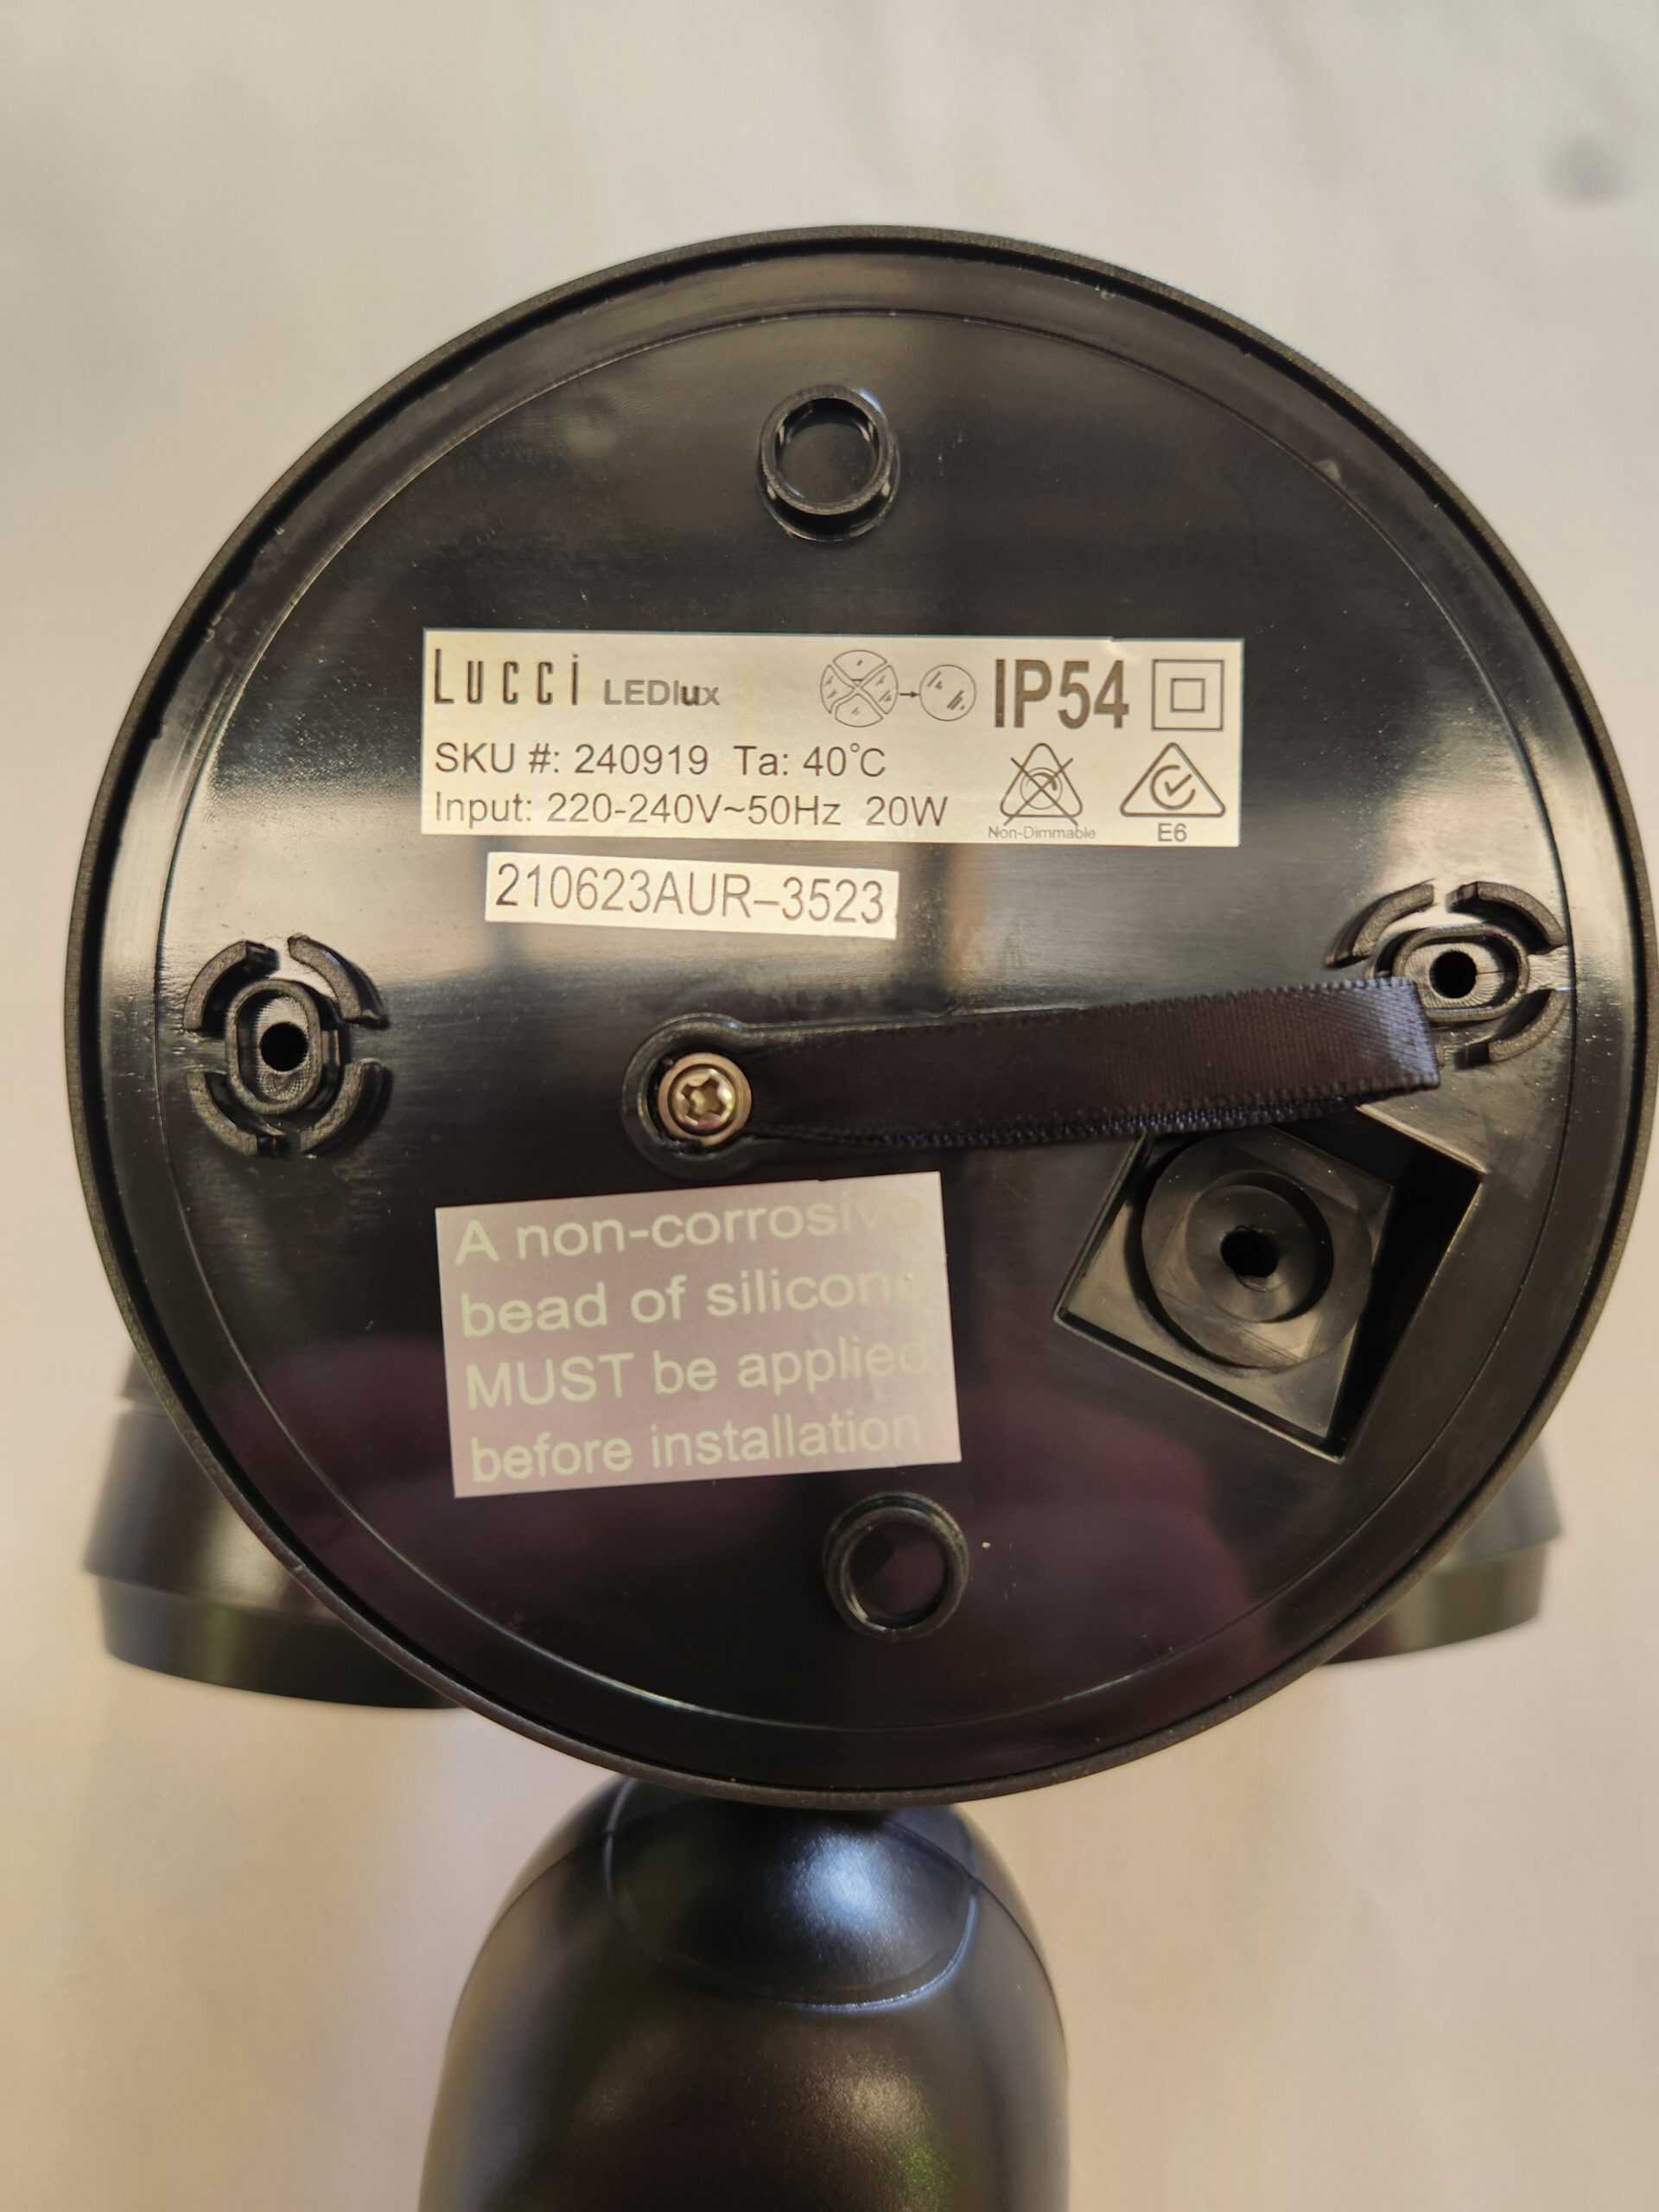 Lucci LEDlux IP54
SKU #: 240919 Ta: 40°C
Input: 220-240V~50Hz 20W
Non-Dimmable E6
210623AUR-3523
A non-corrosive
bead of silicone
MUST be applied
before installation